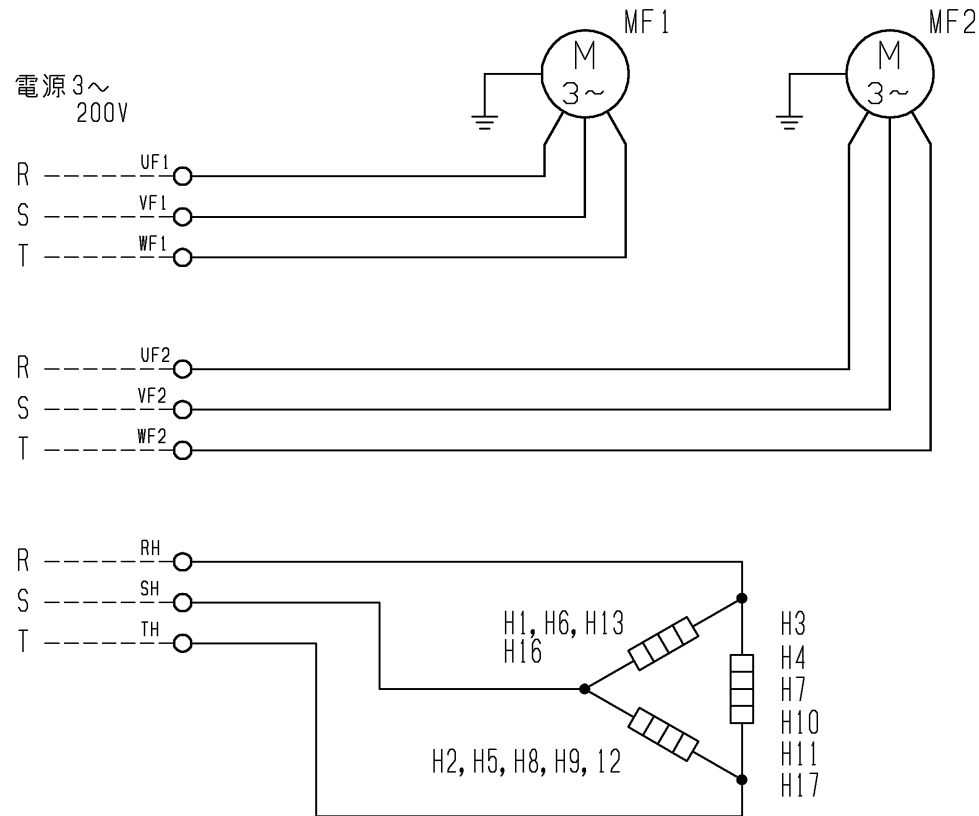 MF1
MF2
M
3～
M
3～
電源 3～
200V
R UF1
S VF1
T WF1
R UF2
S VF2
T WF2
R RH
S SH
T TH
H1, H6, H13
H16
H3
H4
H7
H10
H11
H17
H2, H5, H8, H9, 12